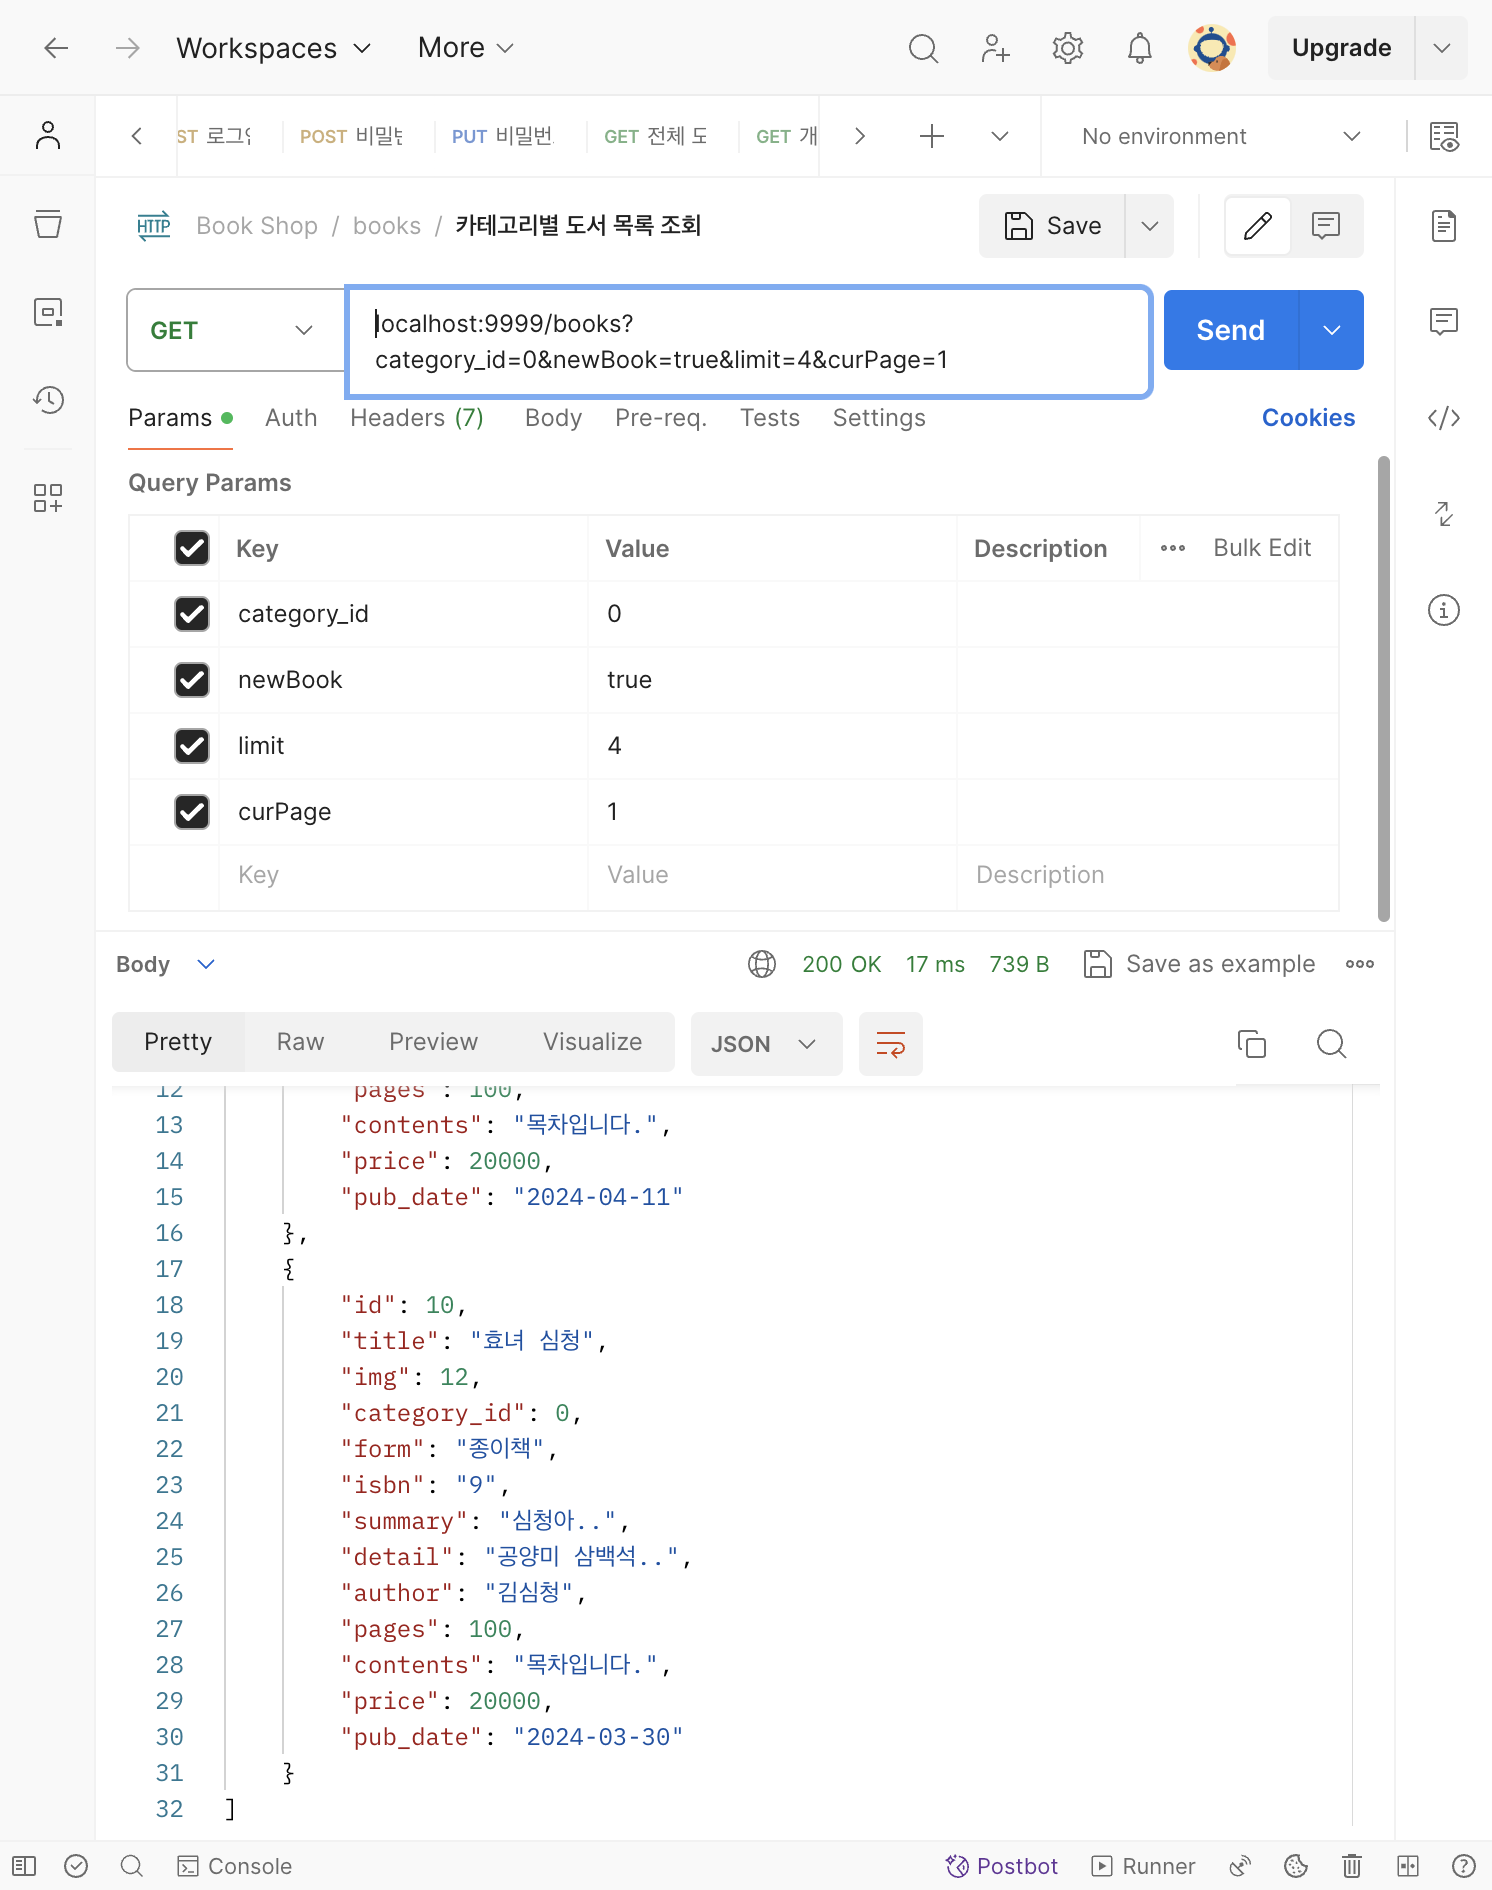 Workspaces More Upgrade
ST 로그인 POST 비밀번 PUT 비밀번. GET 전체 도 GET 개 No environment
HTTP Book Shop / books / 카테고리별 도서 목록 조회 Save
GET localhost:9999/books?
category_id=0&newBook=true&limit=4&curPage=1
Send
Params Auth Headers (7) Body Pre-req. Tests Settings Cookies
Query Params
Key Value Description Bulk Edit
category_id 0
newBook true
limit 4
curPage 1
Key Value Description
Body 200 OK 17 ms 739 B Save as example
Pretty Raw Preview Visualize JSON
12 "pages": 100,
13 "contents": "목차입니다.",
14 "price": 20000,
15 "pub_date": "2024-04-11"
16 },
17 {
18 "id": 10,
19 "title": "효녀 심청",
20 "img": 12,
21 "category_id": 0,
22 "form": "종이책",
23 "isbn": "9",
24 "summary": "심청아..",
25 "detail": "공양미 삼백석..",
26 "author": "김심청",
27 "pages": 100,
28 "contents": "목차입니다.",
29 "price": 20000,
30 "pub_date": "2024-03-30"
31 }
32 ]
Console Postbot Runner